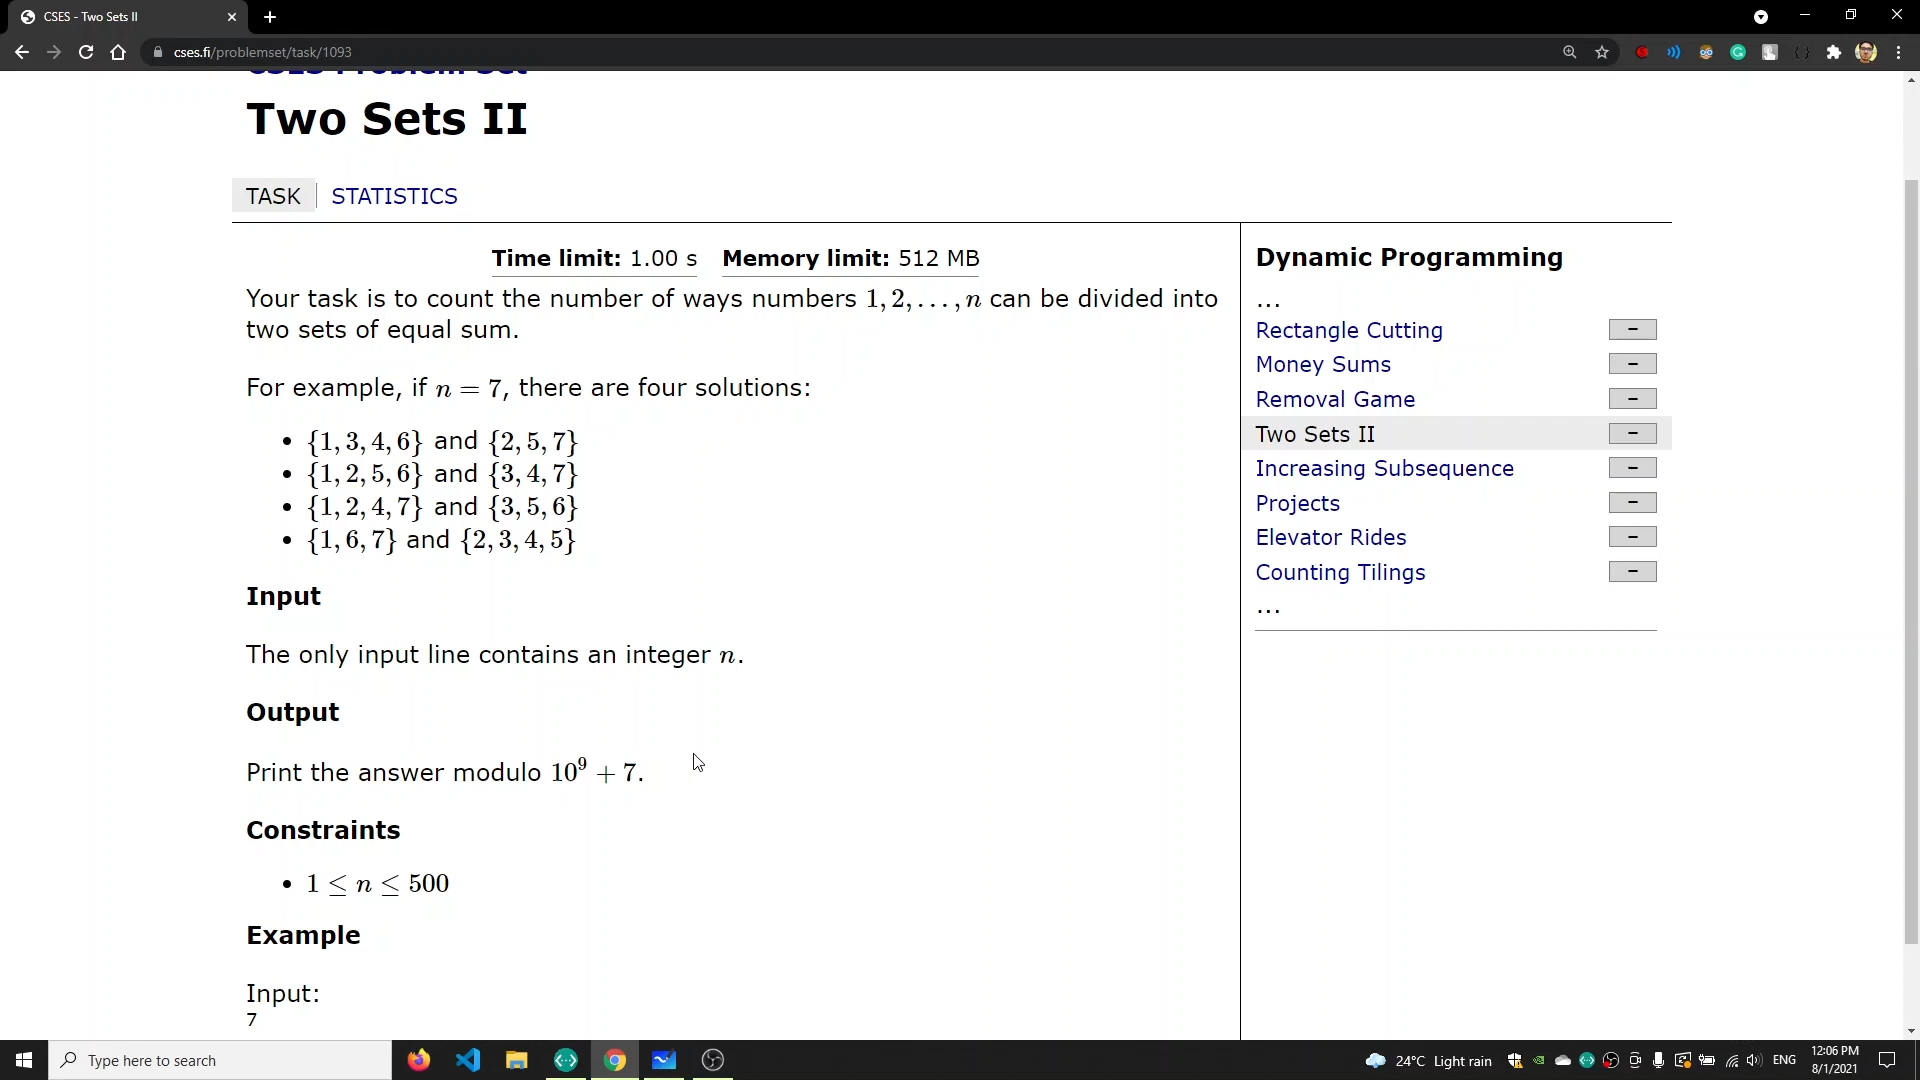 CSES - Two Sets II
cses.fi/problemset/task/1093
CSES Problem Set
Two Sets II
TASK
STATISTICS
Time limit: 1.00 s Memory limit: 512 MB
Your task is to count the number of ways numbers 1, 2, . . . , n can be divided into
two sets of equal sum.
For example, if n = 7, there are four solutions:
• {1, 3, 4, 6} and {2, 5, 7}
• {1, 2, 5, 6} and {3, 4, 7}
• {1, 2, 4, 7} and {3, 5, 6}
• {1, 6, 7} and {2, 3, 4, 5}
Input
The only input line contains an integer n.
Output
Print the answer modulo 10⁹ + 7.
Constraints
• 1 ≤ n ≤ 500
Example
Input:
7
Dynamic Programming
...
Rectangle Cutting –
Money Sums –
Removal Game –
Two Sets II –
Increasing Subsequence –
Projects –
Elevator Rides –
Counting Tilings –
...
Type here to search
24°C Light rain
ENG
12:06 PM
8/1/2021